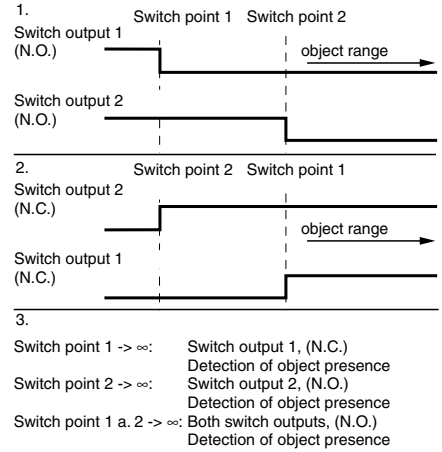 1.
Switch point 1 Switch point 2
Switch output 1
(N.O.)
object range
Switch output 2
(N.O.)
2.
Switch point 2 Switch point 1
Switch output 2
(N.C.)
object range
Switch output 1
(N.C.)
3.
Switch point 1 -> ∞: Switch output 1, (N.C.)
Detection of object presence
Switch point 2 -> ∞: Switch output 2, (N.O.)
Detection of object presence
Switch point 1 a. 2 -> ∞: Both switch outputs, (N.O.)
Detection of object presence